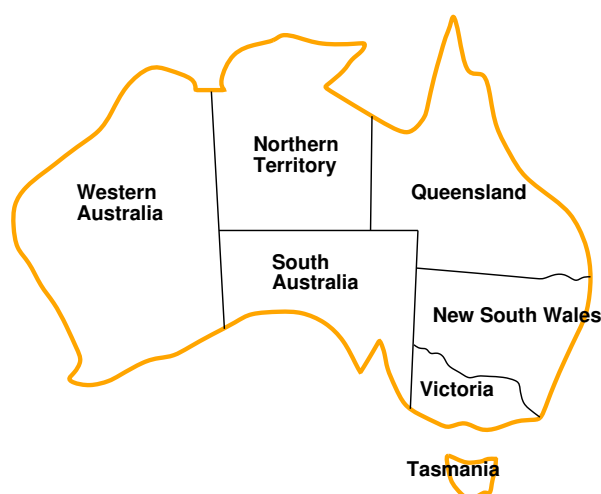 Northern
Territory
Western
Australia
Queensland
South
Australia
New South Wales
Victoria
Tasmania